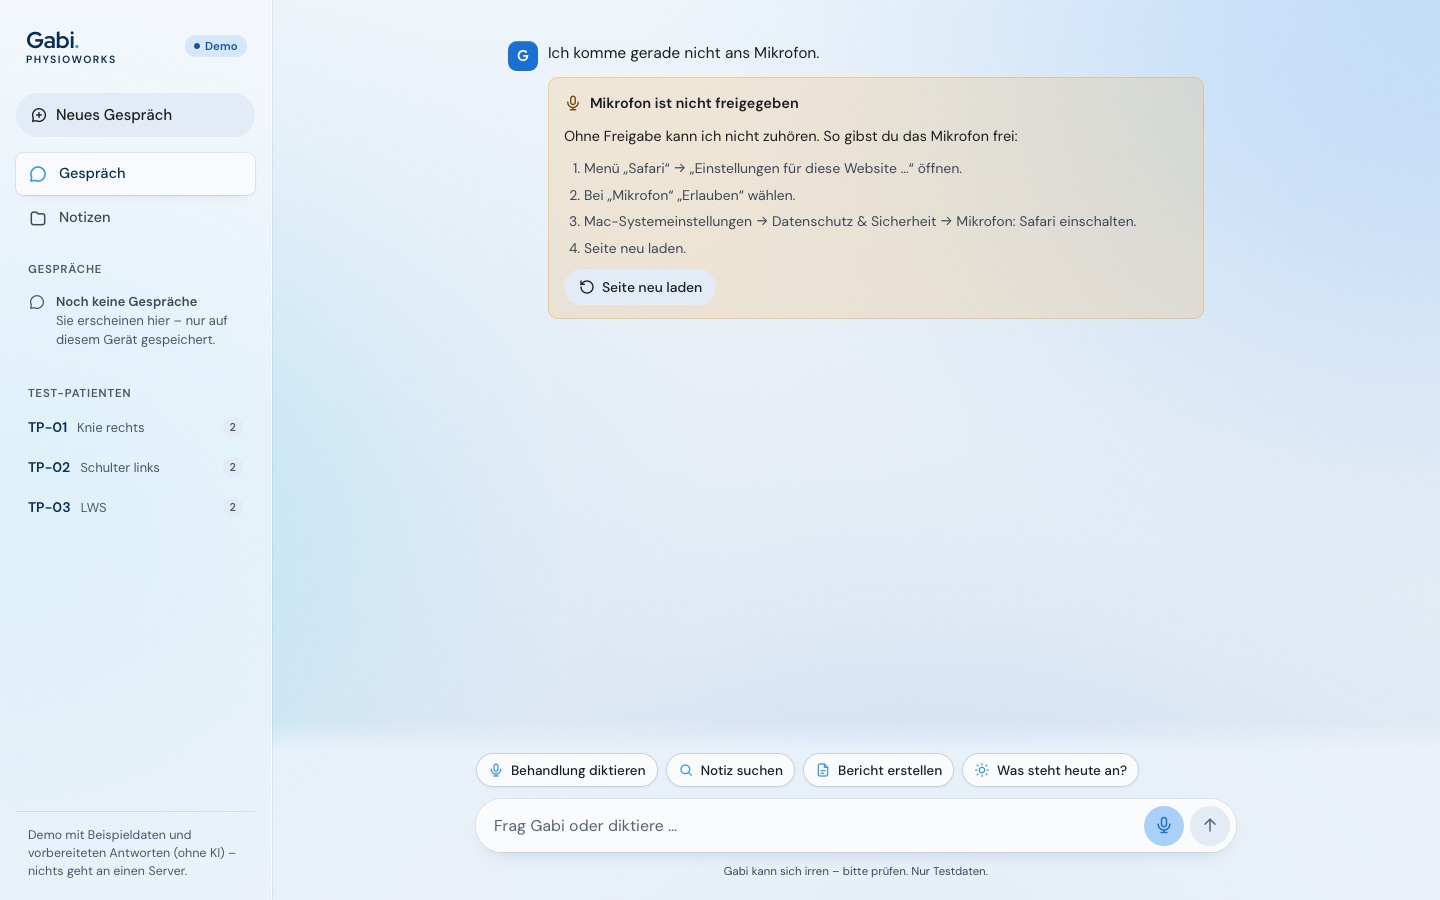 Gabi.
PHYSIOWORKS
Demo
Neues Gespräch
Gespräch
Notizen
GESPRÄCHE
Noch keine Gespräche
Sie erscheinen hier – nur auf
diesem Gerät gespeichert.
TEST-PATIENTEN
TP-01 Knie rechts 2
TP-02 Schulter links 2
TP-03 LWS 2
Demo mit Beispieldaten und
vorbereiteten Antworten (ohne KI) –
nichts geht an einen Server.
G
Ich komme gerade nicht ans Mikrofon.
Mikrofon ist nicht freigegeben
Ohne Freigabe kann ich nicht zuhören. So gibst du das Mikrofon frei:
1. Menü „Safari“ → „Einstellungen für diese Website …“ öffnen.
2. Bei „Mikrofon“ „Erlauben“ wählen.
3. Mac-Systemeinstellungen → Datenschutz & Sicherheit → Mikrofon: Safari einschalten.
4. Seite neu laden.
Seite neu laden
Behandlung diktieren
Notiz suchen
Bericht erstellen
Was steht heute an?
Frag Gabi oder diktiere …
Gabi kann sich irren – bitte prüfen. Nur Testdaten.